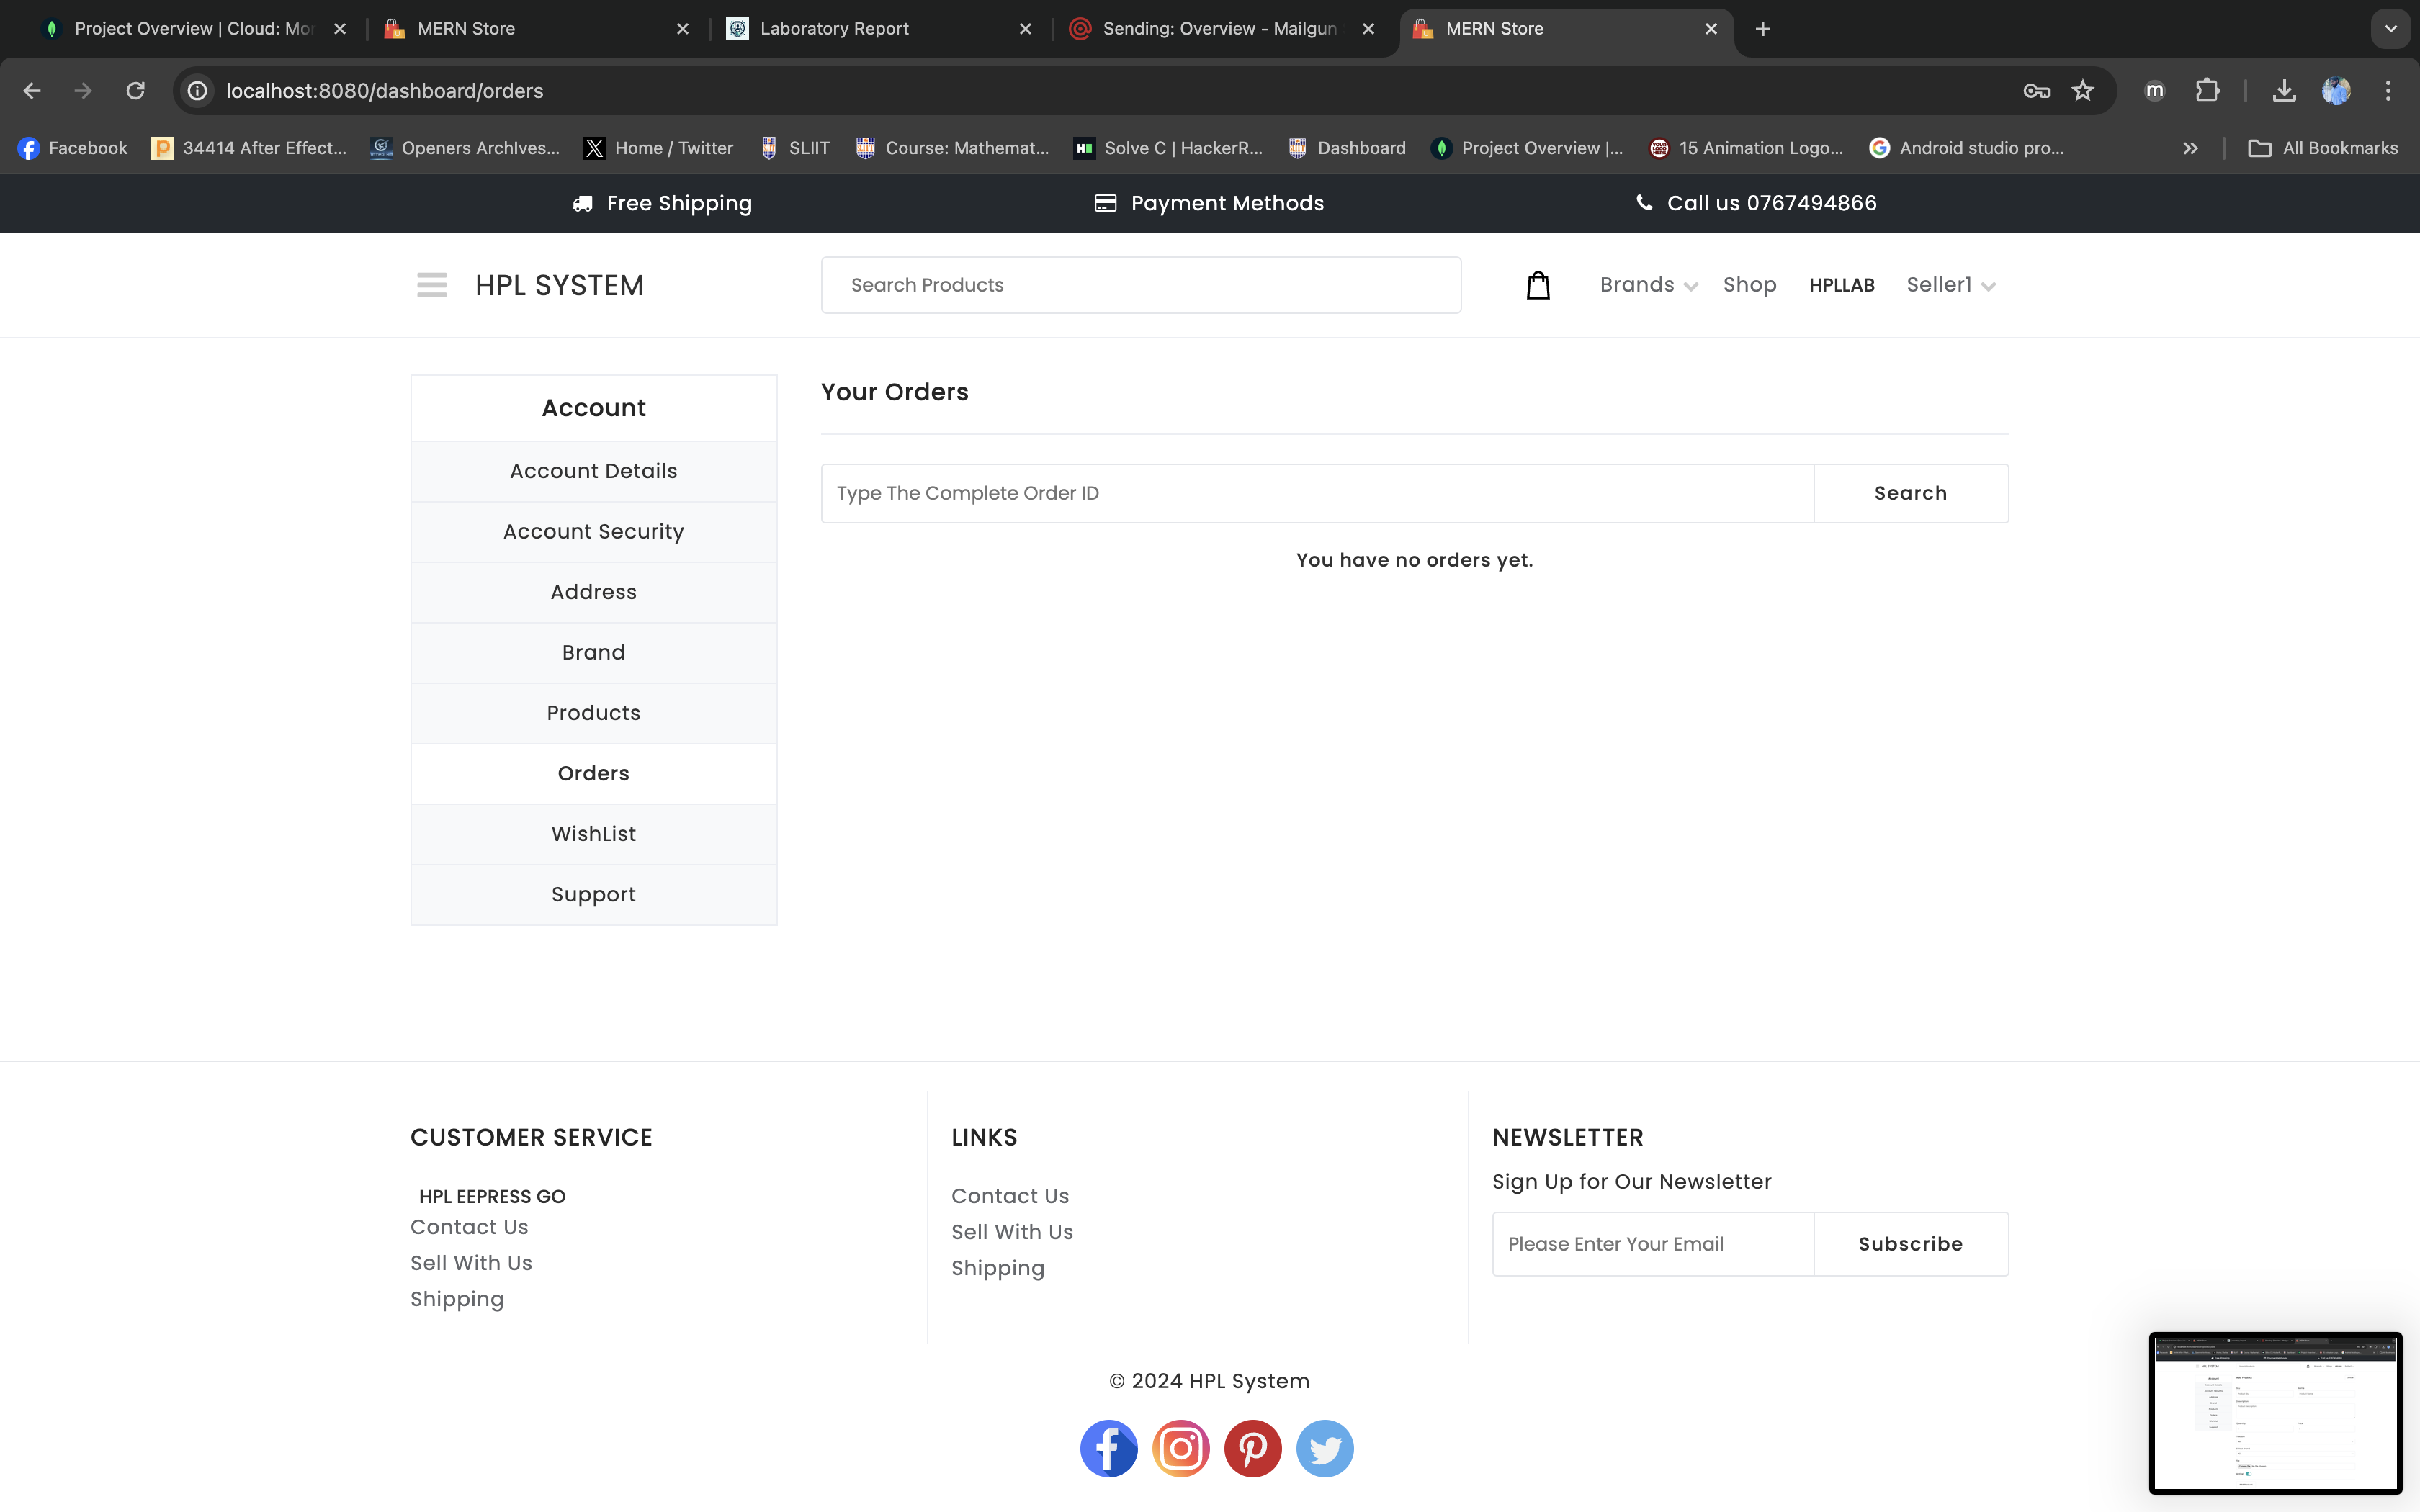 Project Overview | Cloud: Mon
MERN Store
Laboratory Report
Sending: Overview - Mailgun
MERN Store
localhost:8080/dashboard/orders
Facebook
34414 After Effect...
Openers ArchIves...
Home / Twitter
SLIIT
Course: Mathemat...
Solve C | HackerR...
Dashboard
Project Overview |...
15 Animation Logo...
Android studio pro...
All Bookmarks
Free Shipping
Payment Methods
Call us 0767494866
HPL SYSTEM
Search Products
Brands
Shop
HPLLAB
Seller1
Account
Account Details
Account Security
Address
Brand
Products
Orders
WishList
Support
Your Orders
Type The Complete Order ID
Search
You have no orders yet.
CUSTOMER SERVICE
HPL EEPRESS GO
Contact Us
Sell With Us
Shipping
LINKS
Contact Us
Sell With Us
Shipping
NEWSLETTER
Sign Up for Our Newsletter
Please Enter Your Email
Subscribe
© 2024 HPL System